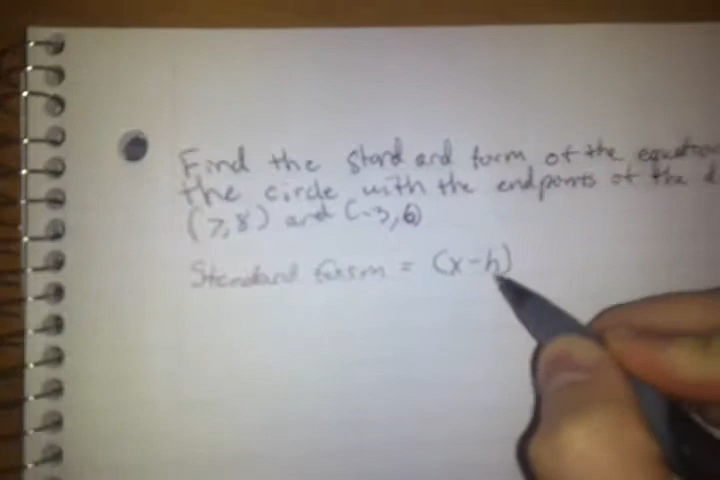 Find the standard form of the equation
the circle with the endpoints of the
(7,8) and (-3,6)
Standard form = (x-h)